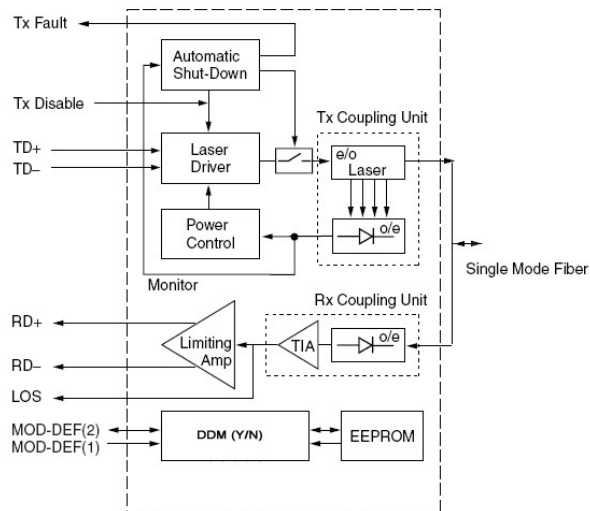 Tx Fault
Automatic
Shut-Down
Tx Disable
Tx Coupling Unit
TD+
TD−
Laser
Driver
e/o
Laser
Power
Control
o/e
Monitor
Single Mode Fiber
Rx Coupling Unit
RD+
RD−
Limiting
Amp
TIA
o/e
LOS
MOD-DEF(2)
MOD-DEF(1)
DDM (Y/N)
EEPROM